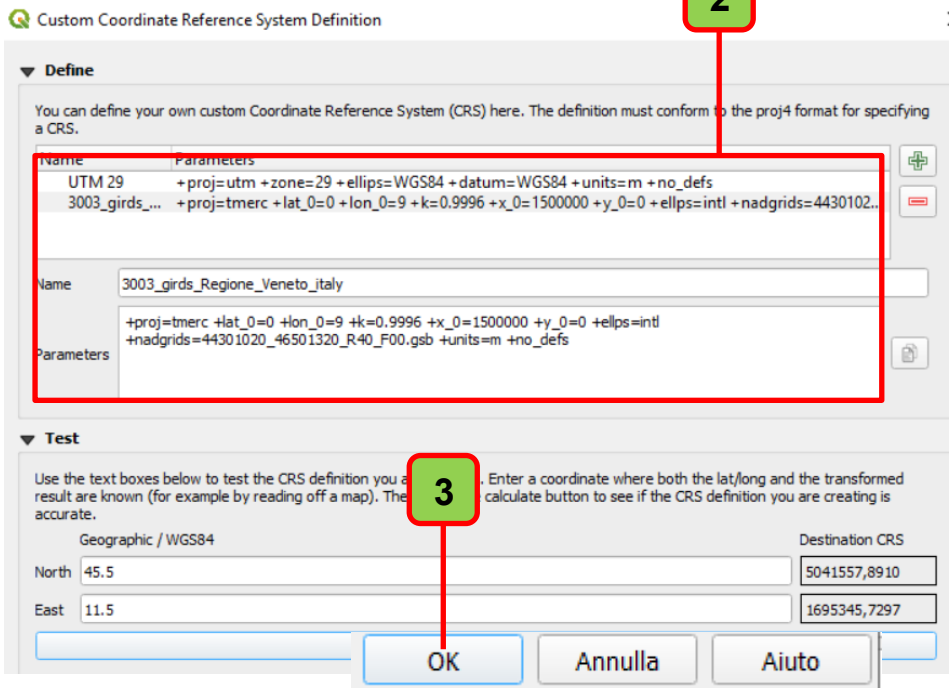 Custom Coordinate Reference System Definition
2
Define
You can define your own custom Coordinate Reference System (CRS) here. The definition must conform to the proj4 format for specifying
a CRS.
Name Parameters
UTM 29 +proj=utm +zone=29 +ellips=WGS84 +datum=WGS84 +units=m +no_defs
3003_girds_... +proj=tmerc +lat_0=0 +lon_0=9 +k=0.9996 +x_0=1500000 +y_0=0 +ellps=intl +nadgrids=4430102...
Name 3003_girds_Regione_Veneto_italy
+proj=tmerc +lat_0=0 +lon_0=9 +k=0.9996 +x_0=1500000 +y_0=0 +ellps=intl
+nadgrids=44301020_46501320_R40_F00.gsb +units=m +no_defs
Parameters
Test
Use the text boxes below to test the CRS definition you a . Enter a coordinate where both the lat/long and the transformed
result are known (for example by reading off a map). The calculate button to see if the CRS definition you are creating is
accurate.
3
Geographic / WGS84 Destination CRS
North 45.5 5041557,8910
East 11.5 1695345,7297
OK Annulla Aiuto